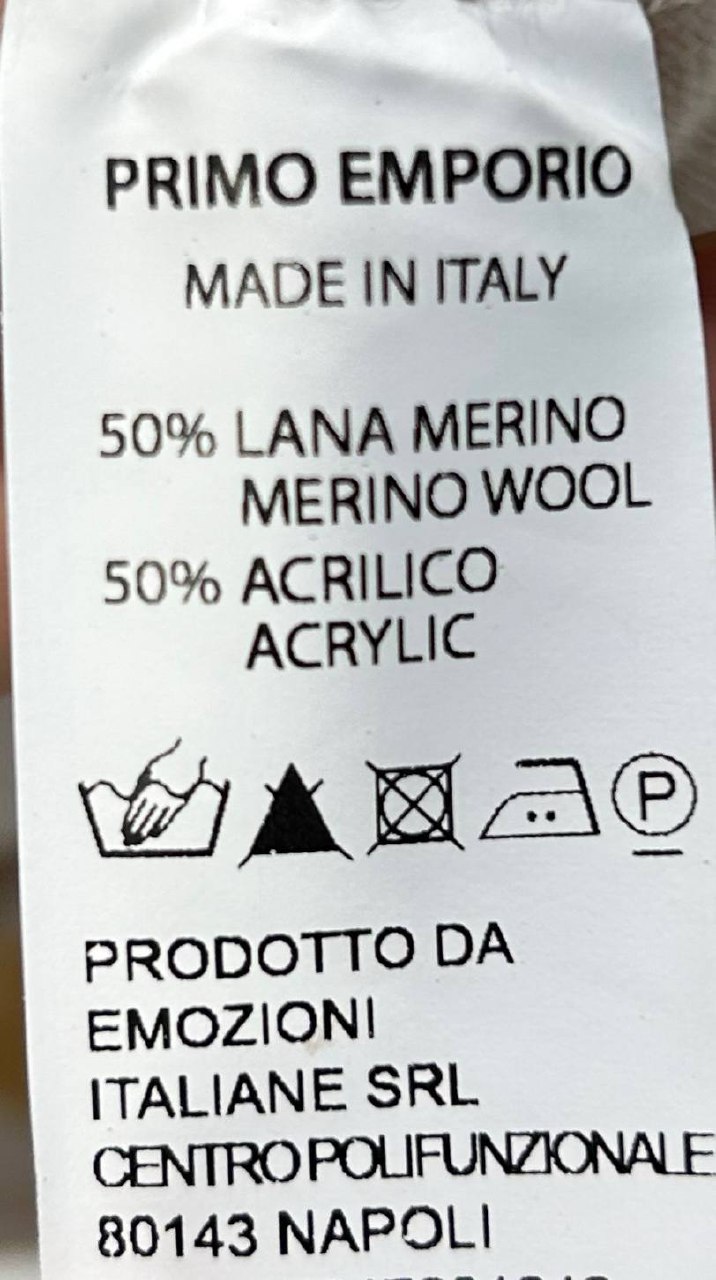 PRIMO EMPORIO
MADE IN ITALY
50% LANA MERINO
MERINO WOOL
50% ACRILICO
ACRYLIC
P
PRODOTTO DA
EMOZIONI
ITALIANE SRL
CENTRO POLIFUNZIONALE
80143 NAPOLI